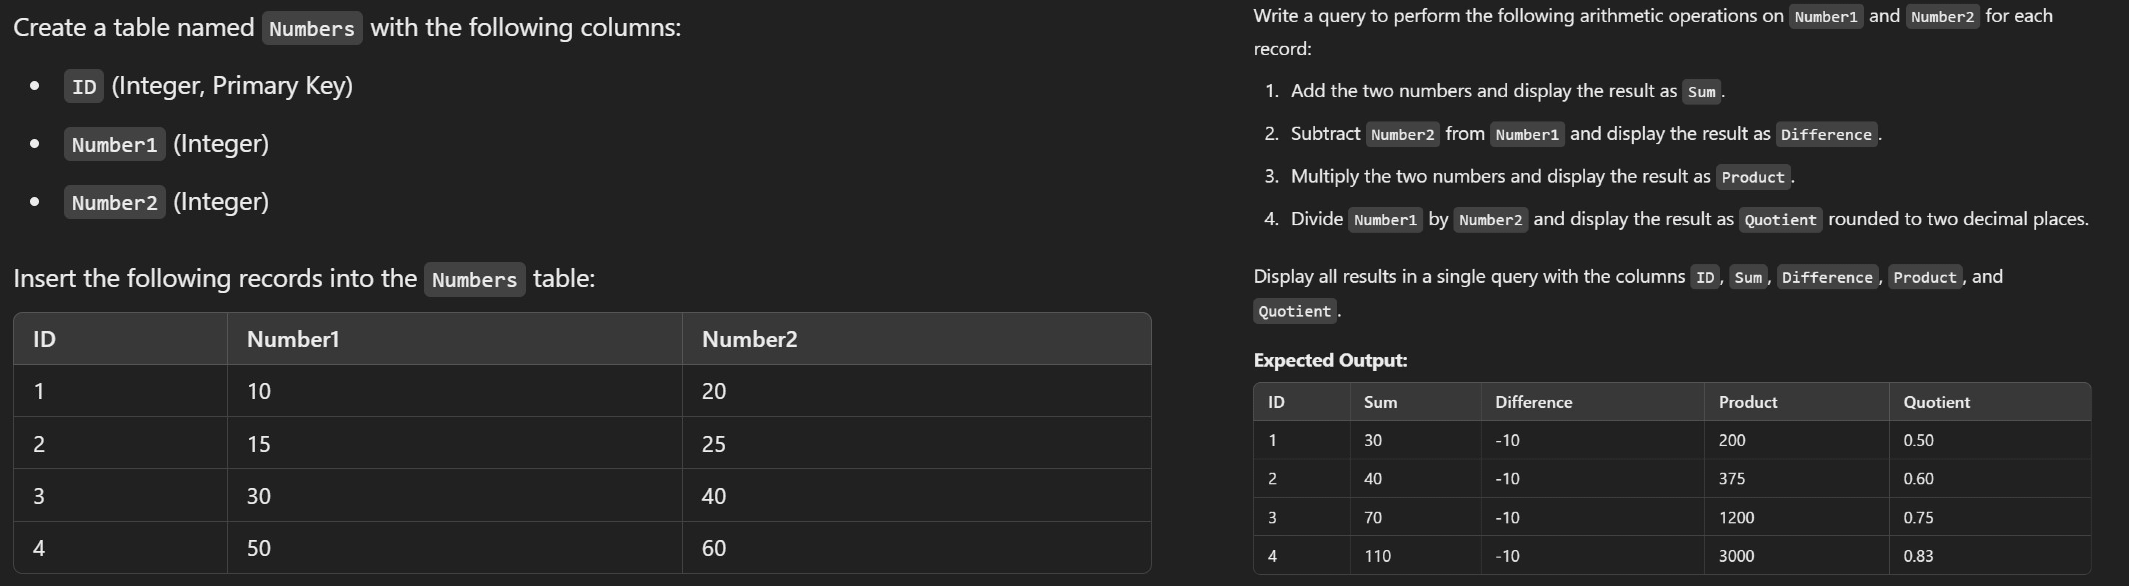 Create a table named Numbers with the following columns:
• ID (Integer, Primary Key)
• Number1 (Integer)
• Number2 (Integer)
Insert the following records into the Numbers table:
ID Number1 Number2
1 10 20
2 15 25
3 30 40
4 50 60
Write a query to perform the following arithmetic operations on Number1 and Number2 for each
record:
1. Add the two numbers and display the result as Sum.
2. Subtract Number2 from Number1 and display the result as Difference.
3. Multiply the two numbers and display the result as Product.
4. Divide Number1 by Number2 and display the result as Quotient rounded to two decimal places.
Display all results in a single query with the columns ID, Sum, Difference, Product, and
Quotient.
Expected Output:
ID Sum Difference Product Quotient
1 30 -10 200 0.50
2 40 -10 375 0.60
3 70 -10 1200 0.75
4 110 -10 3000 0.83